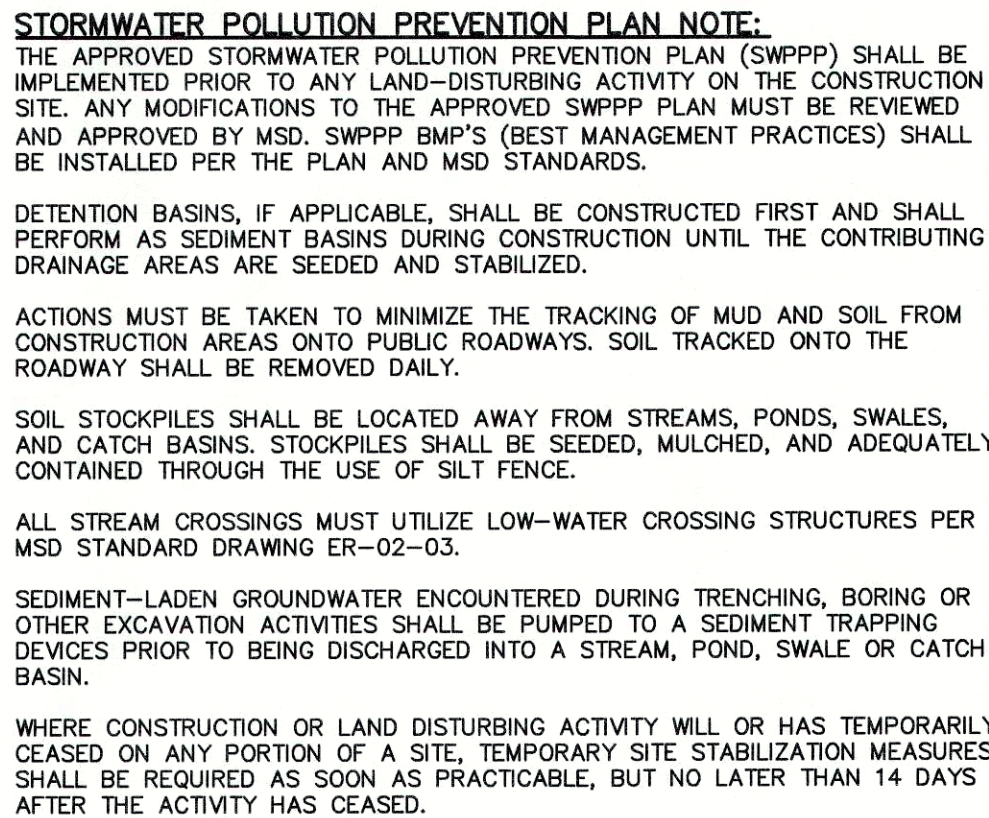 STORMWATER POLLUTION PREVENTION PLAN NOTE:
THE APPROVED STORMWATER POLLUTION PREVENTION PLAN (SWPPP) SHALL BE
IMPLEMENTED PRIOR TO ANY LAND-DISTURBING ACTIVITY ON THE CONSTRUCTION
SITE. ANY MODIFICATIONS TO THE APPROVED SWPPP PLAN MUST BE REVIEWED
AND APPROVED BY MSD. SWPPP BMP'S (BEST MANAGEMENT PRACTICES) SHALL
BE INSTALLED PER THE PLAN AND MSD STANDARDS.
DETENTION BASINS, IF APPLICABLE, SHALL BE CONSTRUCTED FIRST AND SHALL
PERFORM AS SEDIMENT BASINS DURING CONSTRUCTION UNTIL THE CONTRIBUTING
DRAINAGE AREAS ARE SEEDED AND STABILIZED.
ACTIONS MUST BE TAKEN TO MINIMIZE THE TRACKING OF MUD AND SOIL FROM
CONSTRUCTION AREAS ONTO PUBLIC ROADWAYS. SOIL TRACKED ONTO THE
ROADWAY SHALL BE REMOVED DAILY.
SOIL STOCKPILES SHALL BE LOCATED AWAY FROM STREAMS, PONDS, SWALES,
AND CATCH BASINS. STOCKPILES SHALL BE SEEDED, MULCHED, AND ADEQUATELY
CONTAINED THROUGH THE USE OF SILT FENCE.
ALL STREAM CROSSINGS MUST UTILIZE LOW-WATER CROSSING STRUCTURES PER
MSD STANDARD DRAWING ER-02-03.
SEDIMENT-LADEN GROUNDWATER ENCOUNTERED DURING TRENCHING, BORING OR
OTHER EXCAVATION ACTIVITIES SHALL BE PUMPED TO A SEDIMENT TRAPPING
DEVICES PRIOR TO BEING DISCHARGED INTO A STREAM, POND, SWALE OR CATCH
BASIN.
WHERE CONSTRUCTION OR LAND DISTURBING ACTIVITY WILL OR HAS TEMPORARILY
CEASED ON ANY PORTION OF A SITE, TEMPORARY SITE STABILIZATION MEASURES
SHALL BE REQUIRED AS SOON AS PRACTICABLE, BUT NO LATER THAN 14 DAYS
AFTER THE ACTIVITY HAS CEASED.